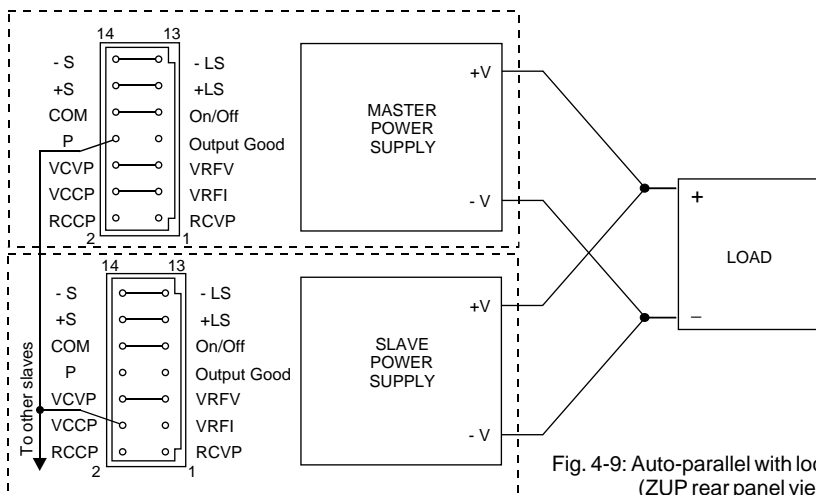 14 13
- S - LS
+S +LS
COM On/Off
P Output Good
VCVP VRFV
VCCP VRFI
RCCP RCVP
2 1
MASTER
POWER
SUPPLY
+V
- V
+
LOAD
–
To other slaves
14 13
- S - LS
+S +LS
COM On/Off
P Output Good
VCVP VRFV
VCCP VRFI
RCCP RCVP
2 1
SLAVE
POWER
SUPPLY
+V
- V
Fig. 4-9: Auto-parallel with
(ZUP rear panel